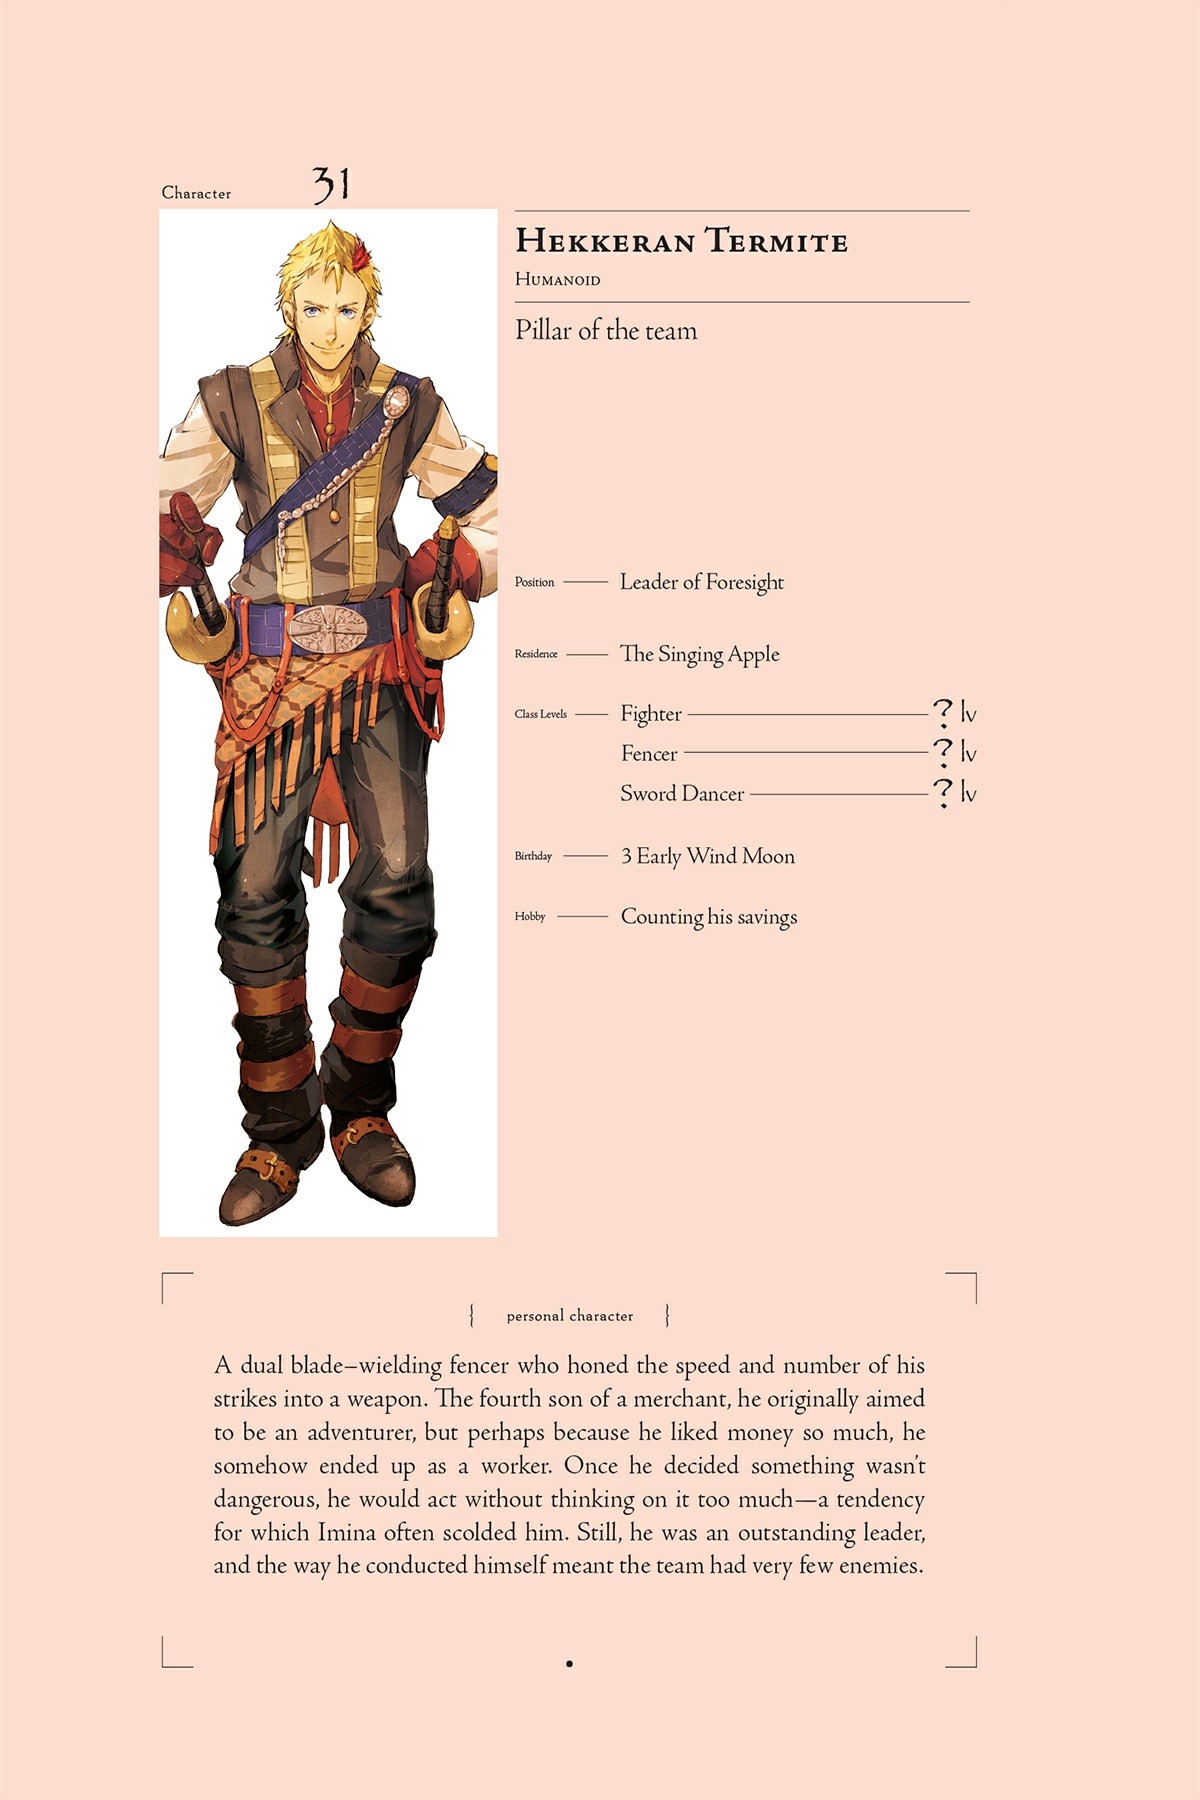 Character 31
HEKKERAN TERMITE
HUMANOID
Pillar of the team
Position Leader of Foresight
Residence The Singing Apple
Class Levels Fighter ? lv
Fencer ? lv
Sword Dancer ? lv
Birthday 3 Early Wind Moon
Hobby Counting his savings
{ personal character }
A dual blade–wielding fencer who honed the speed and number of his
strikes into a weapon. The fourth son of a merchant, he originally aimed
to be an adventurer, but perhaps because he liked money so much, he
somehow ended up as a worker. Once he decided something wasn’t
dangerous, he would act without thinking on it too much—a tendency
for which Imina often scolded him. Still, he was an outstanding leader,
and the way he conducted himself meant the team had very few enemies.